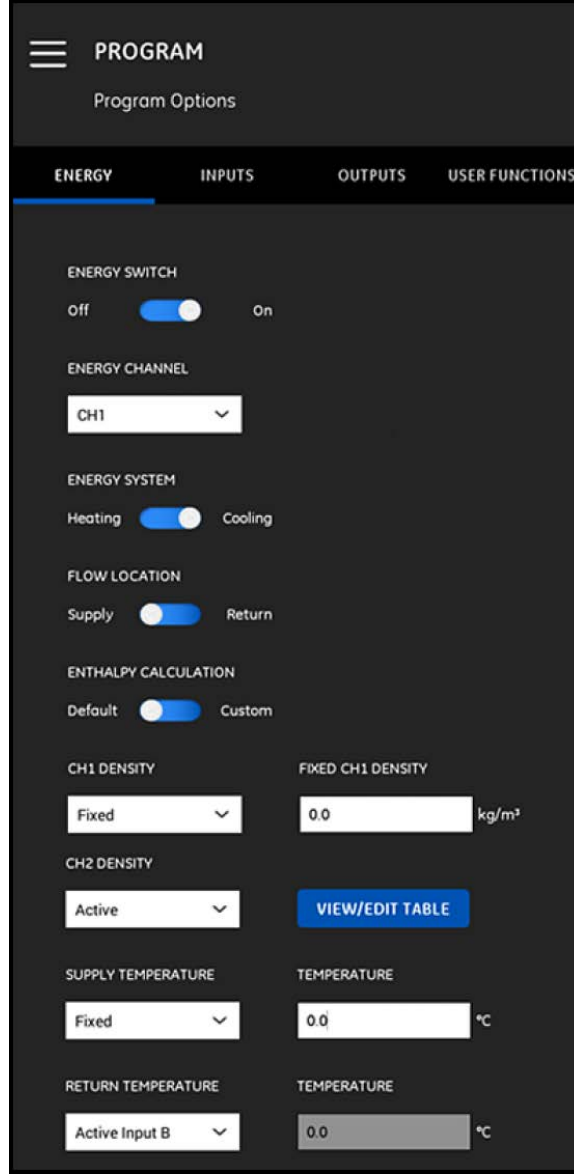 PROGRAM
Program Options
ENERGY INPUTS OUTPUTS USER FUNCTIONS
ENERGY SWITCH
Off On
ENERGY CHANNEL
CH1
ENERGY SYSTEM
Heating Cooling
FLOW LOCATION
Supply Return
ENTHALPY CALCULATION
Default Custom
CH1 DENSITY FIXED CH1 DENSITY
Fixed 0.0 kg/m³
CH2 DENSITY
Active VIEW/EDIT TABLE
SUPPLY TEMPERATURE TEMPERATURE
Fixed 0.0 °C
RETURN TEMPERATURE TEMPERATURE
Active Input B 0.0 °C